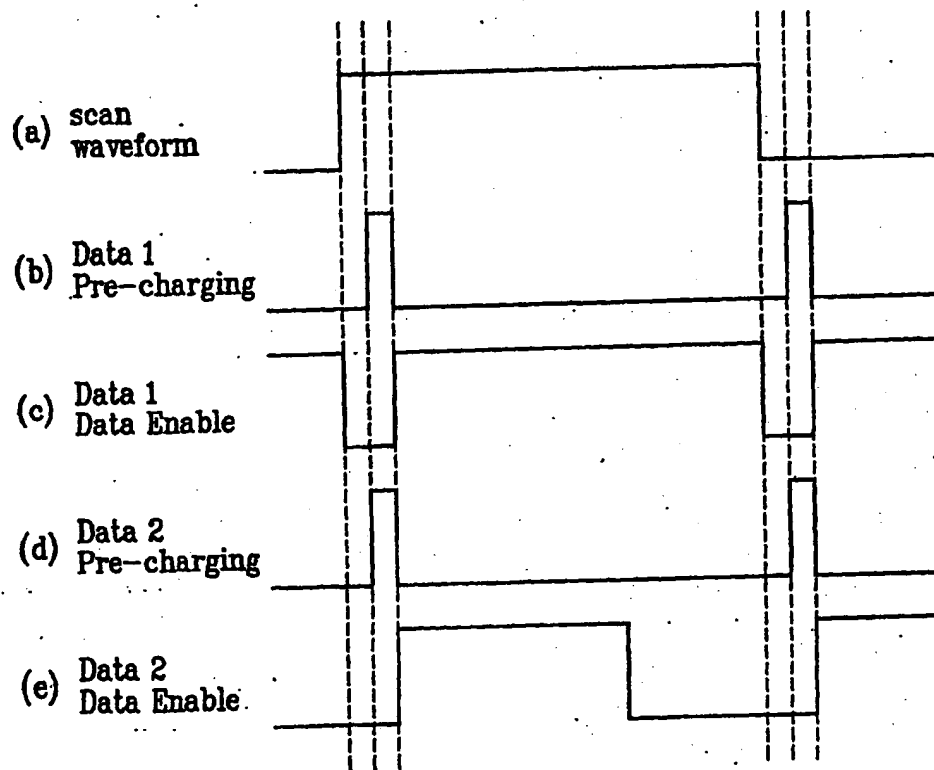 (a) scan
waveform
(b) Data 1
Pre-charging
(c) Data 1
Data Enable
(d) Data 2
Pre-charging
(e) Data 2
Data Enable